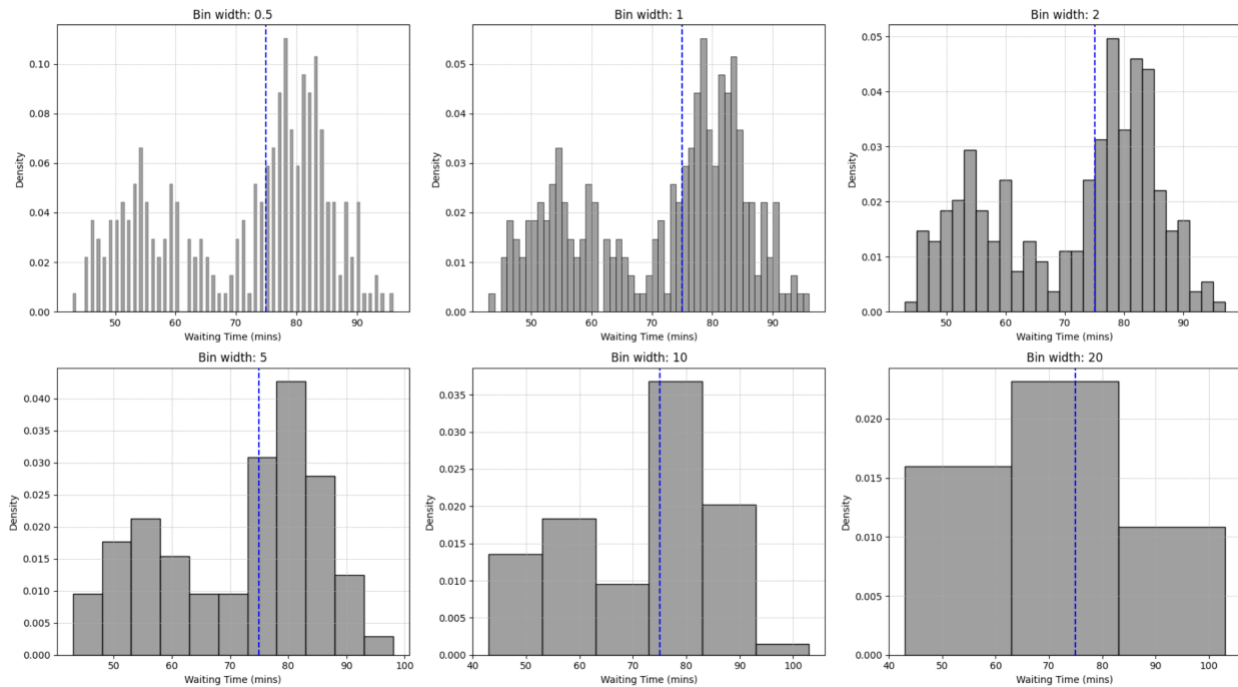 Bin width: 0.5
Density
0.10
0.08
0.06
0.04
0.02
0.00
50 60 70 80 90
Waiting Time (mins)
Bin width: 1
Density
0.05
0.04
0.03
0.02
0.01
0.00
50 60 70 80 90
Waiting Time (mins)
Bin width: 2
Density
0.05
0.04
0.03
0.02
0.01
0.00
50 60 70 80 90
Waiting Time (mins)
Bin width: 5
Density
0.040
0.035
0.030
0.025
0.020
0.015
0.010
0.005
0.000
50 60 70 80 90 100
Waiting Time (mins)
Bin width: 10
Density
0.035
0.030
0.025
0.020
0.015
0.010
0.005
0.000
40 50 60 70 80 90 100
Waiting Time (mins)
Bin width: 20
Density
0.020
0.015
0.010
0.005
0.000
40 50 60 70 80 90 100
Waiting Time (mins)